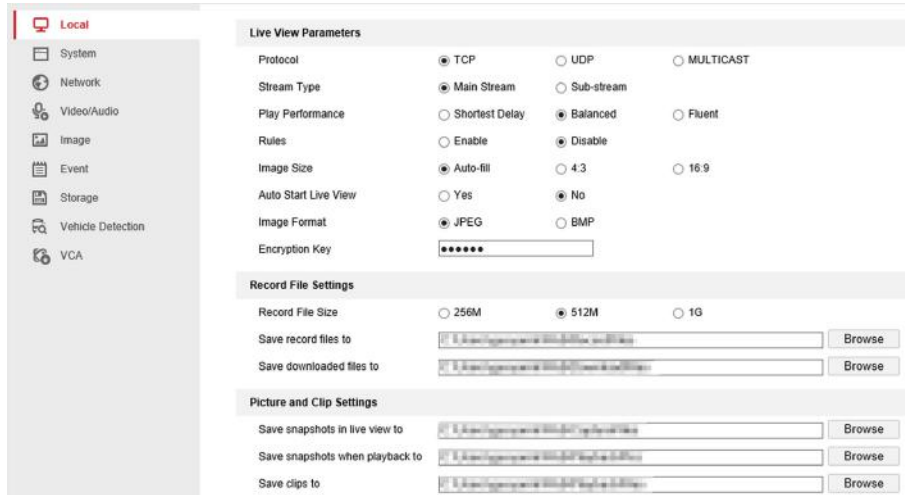 Local
System
Network
Video/Audio
Image
Event
Storage
Vehicle Detection
VCA
Live View Parameters
Protocol TCP UDP MULTICAST
Stream Type Main Stream Sub-stream
Play Performance Shortest Delay Balanced Fluent
Rules Enable Disable
Image Size Auto-fill 4:3 16:9
Auto Start Live View Yes No
Image Format JPEG BMP
Encryption Key ●●●●●●
Record File Settings
Record File Size 256M 512M 1G
Save record files to Browse
Save downloaded files to Browse
Picture and Clip Settings
Save snapshots in live view to Browse
Save snapshots when playback to Browse
Save clips to Browse